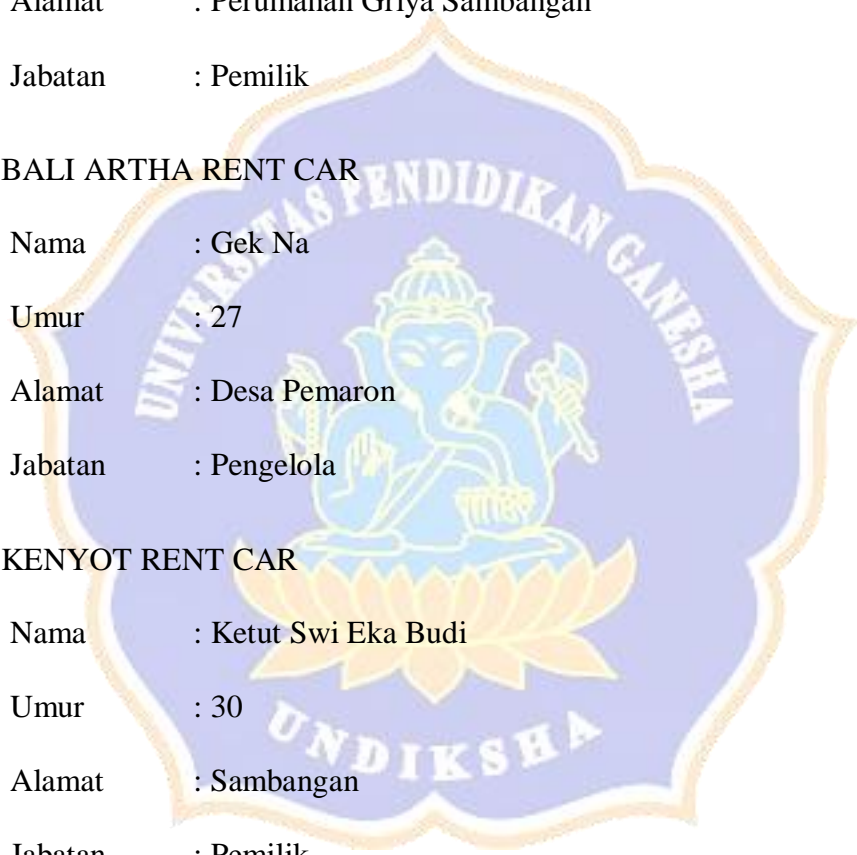 Alamat : Perumahan Griya Sambangan
Jabatan : Pemilik
BALI ARTHA RENT CAR
Nama : Gek Na
Umur : 27
Alamat : Desa Pemaron
Jabatan : Pengelola
KENYOT RENT CAR
Nama : Ketut Swi Eka Budi
Umur : 30
Alamat : Sambangan
Jabatan : Pemilik
UNIVERSITAS PENDIDIKAN GANESHA
UNDIKSHA